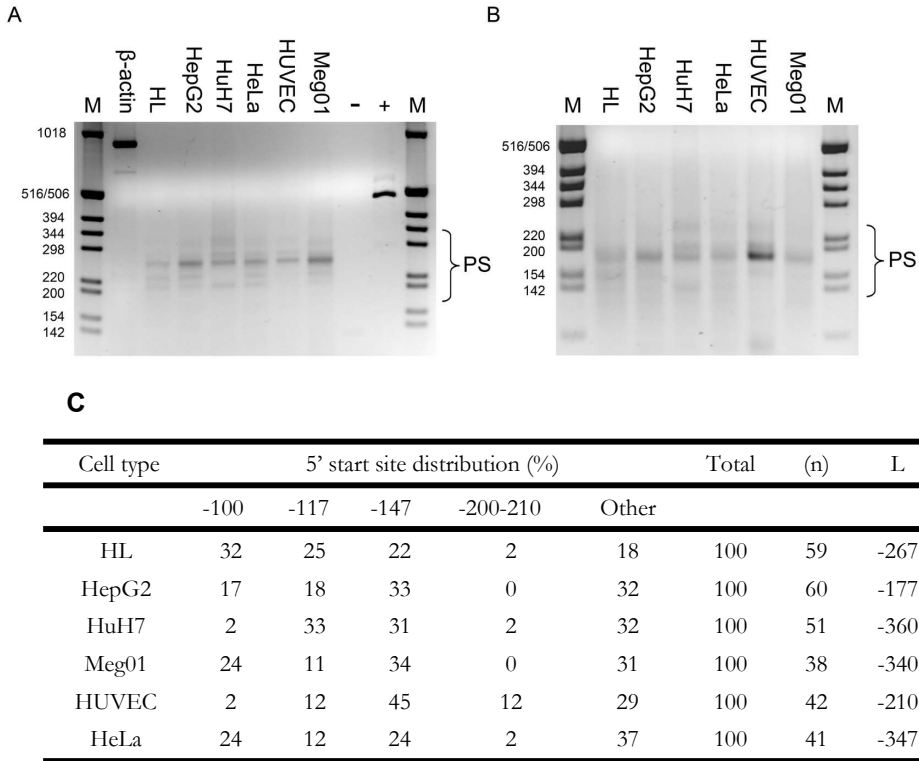 A
β-actin
HL
HepG2
HuH7
HeLa
HUVEC
Meg01
M
-
+
M
1018
516/506
394
344
298
220
200
154
142
PS
B
M
HL
HepG2
HuH7
HeLa
HUVEC
Meg01
M
516/506
394
344
298
220
200
154
142
PS
C
Cell type 5' start site distribution (%) Total (n) L
-100 -117 -147 -200-210 Other
HL 32 25 22 2 18 100 59 -267
HepG2 17 18 33 0 32 100 60 -177
HuH7 2 33 31 2 32 100 51 -360
Meg01 24 11 34 0 31 100 38 -340
HUVEC 2 12 45 12 29 100 42 -210
HeLa 24 12 24 2 37 100 41 -347